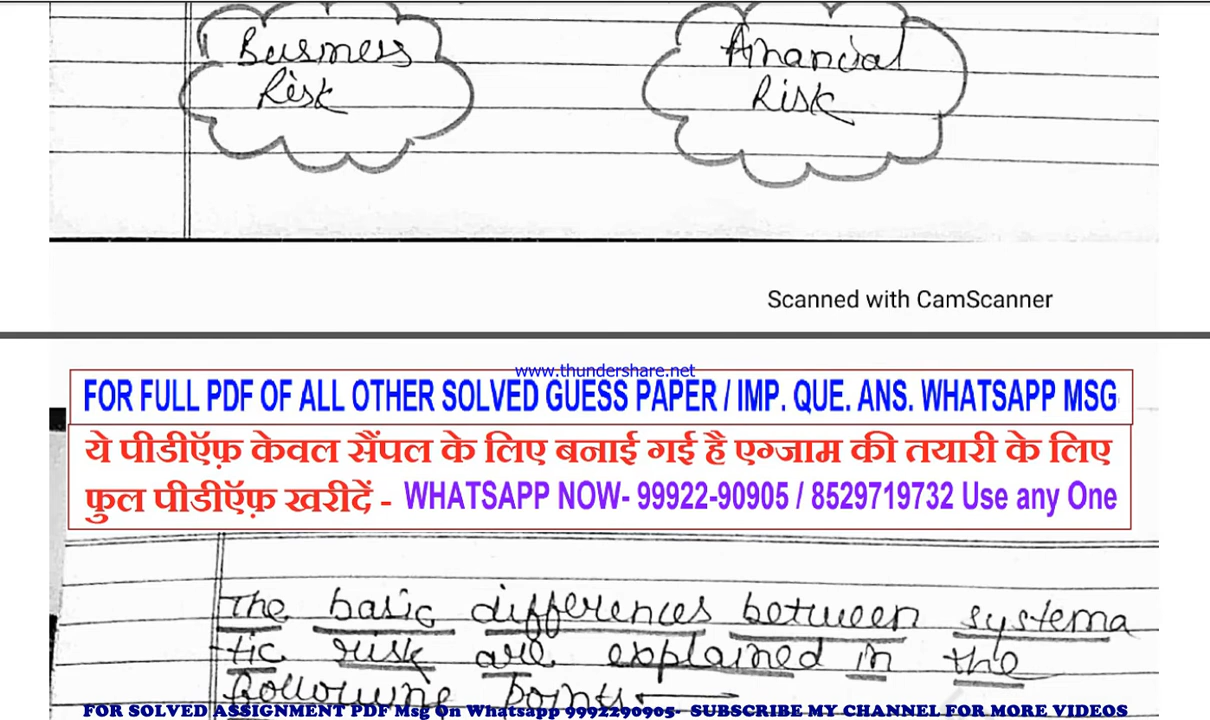 Business
Risk
Financial
Risk
Scanned with CamScanner
www.thundershare.net
FOR FULL PDF OF ALL OTHER SOLVED GUESS PAPER / IMP. QUE. ANS. WHATSAPP MSG
ये पीडीऍफ़ केवल सैंपल के लिए बनाई गई है एग्जाम की तयारी के लिए
फुल पीडीऍफ़ खरीदें - WHATSAPP NOW- 99922-90905 / 8529719732 Use any One
The basic differences between systema
tic risk are explained in the
following points
FOR SOLVED ASSIGNMENT PDF Msg On Whatsapp 9992290905- SUBSCRIBE MY CHANNEL FOR MORE VIDEOS